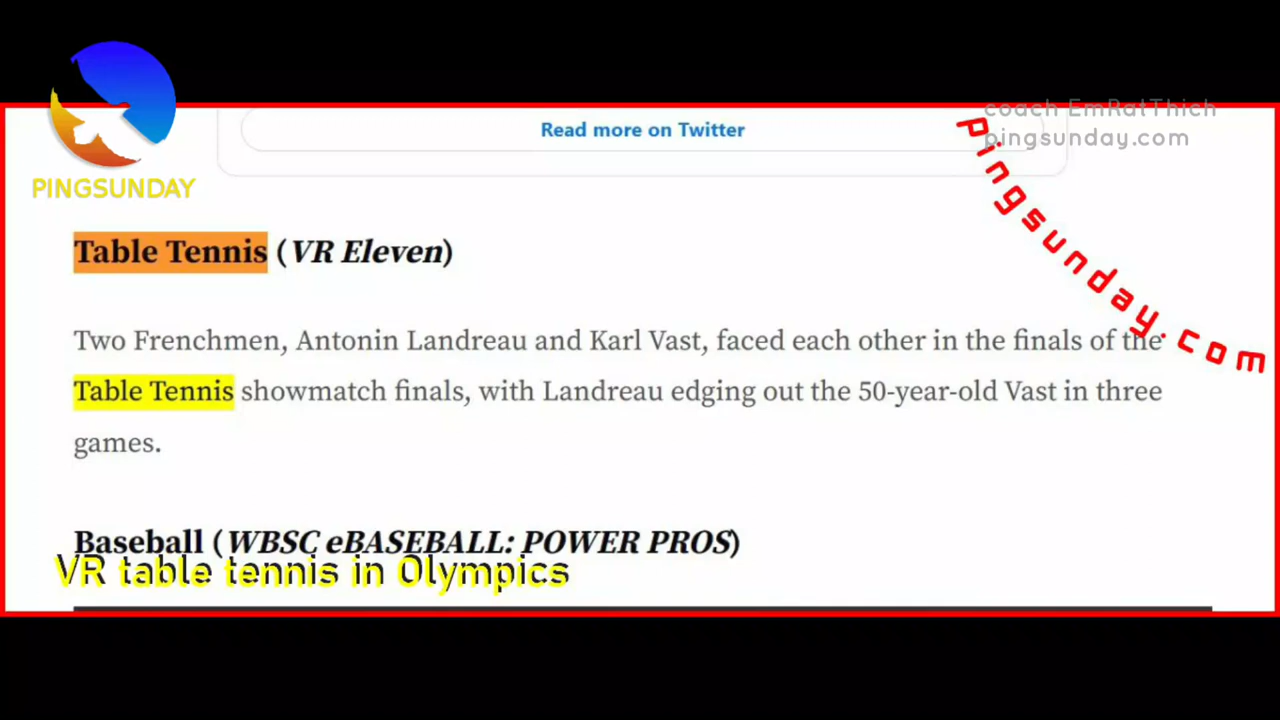 coach EmRatThich
Read more on Twitter
pingsunday.com
pingsunday.com
PINGSUNDAY
Table Tennis (VR Eleven)
Two Frenchmen, Antonin Landreau and Karl Vast, faced each other in the finals of the
Table Tennis showmatch finals, with Landreau edging out the 50-year-old Vast in three
games.
Baseball (WBSC eBASEBALL: POWER PROS)
VR table tennis in Olympics